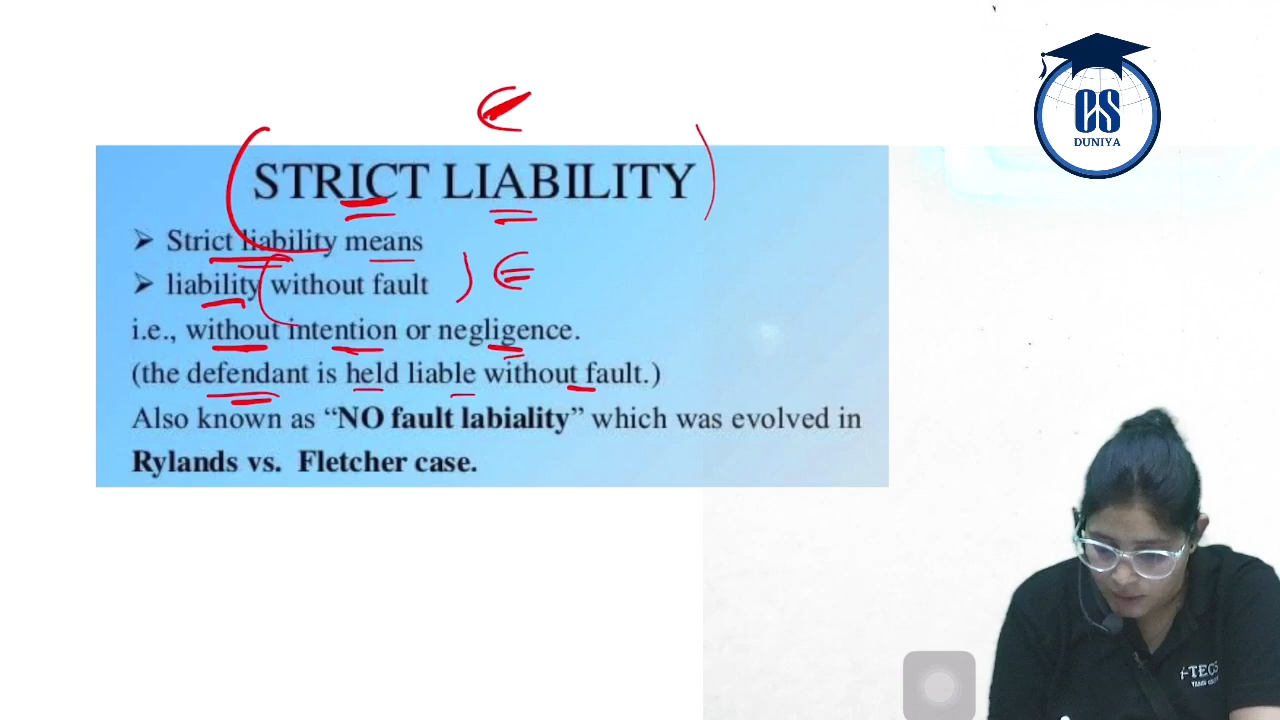 CS
DUNIYA
STRICT LIABILITY
➢ Strict liability means
➢ liability without fault
i.e., without intention or negligence.
(the defendant is held liable without fault.)
Also known as “NO fault labiality” which was evolved in
Rylands vs. Fletcher case.